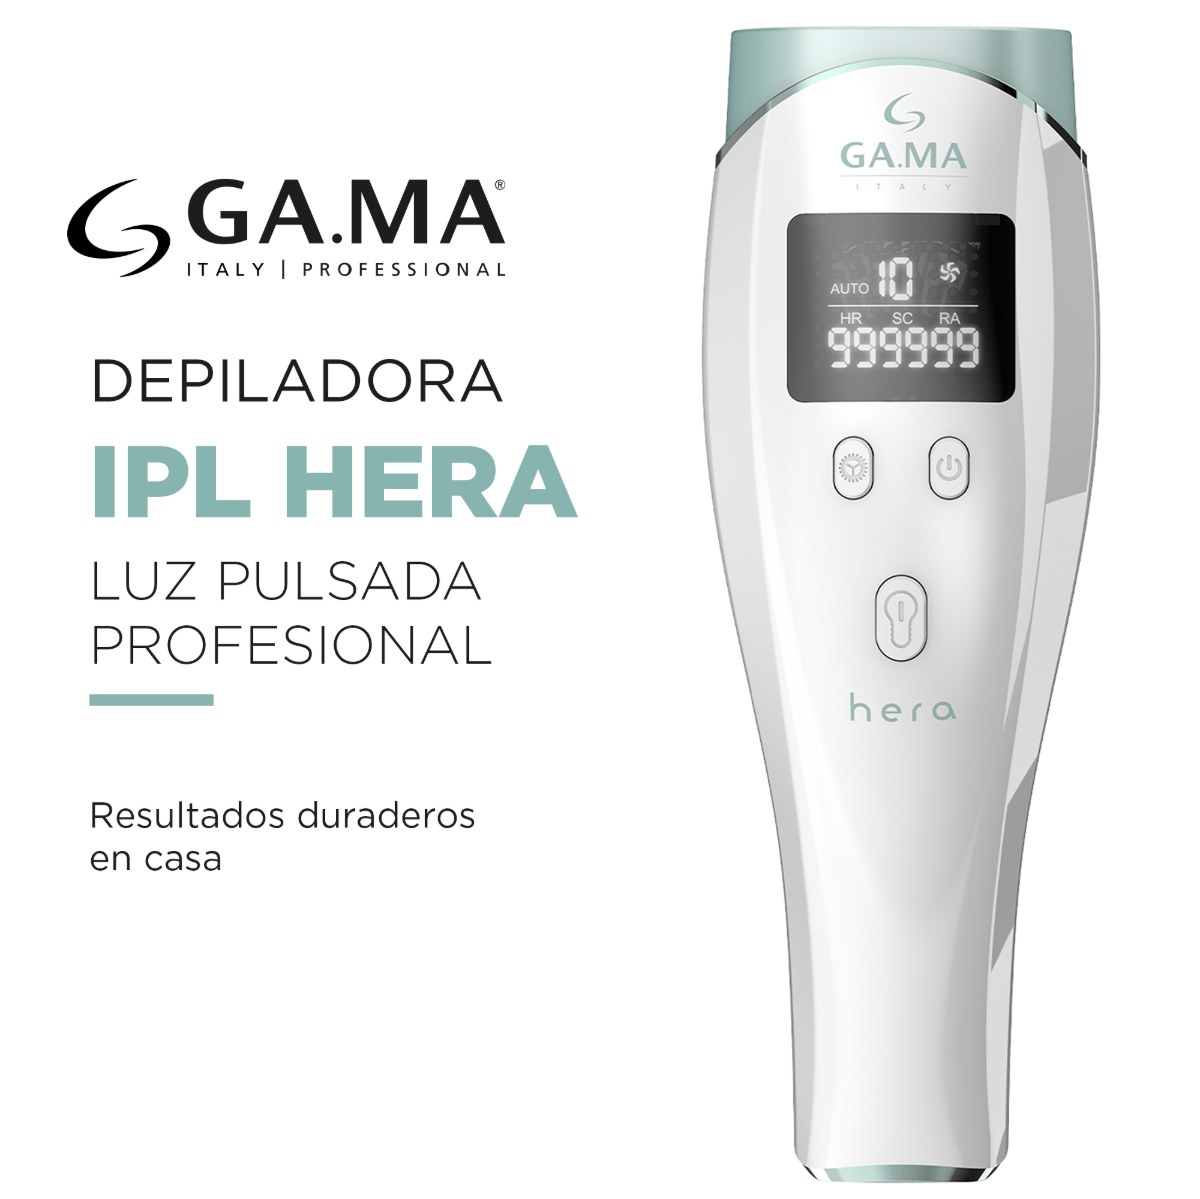 GA.MA®
ITALY | PROFESSIONAL
DEPILADORA
IPL HERA
LUZ PULSADA
PROFESIONAL
Resultados duraderos
en casa
GA.MA
ITALY
AUTO 10
HR SC RA
999999
hera